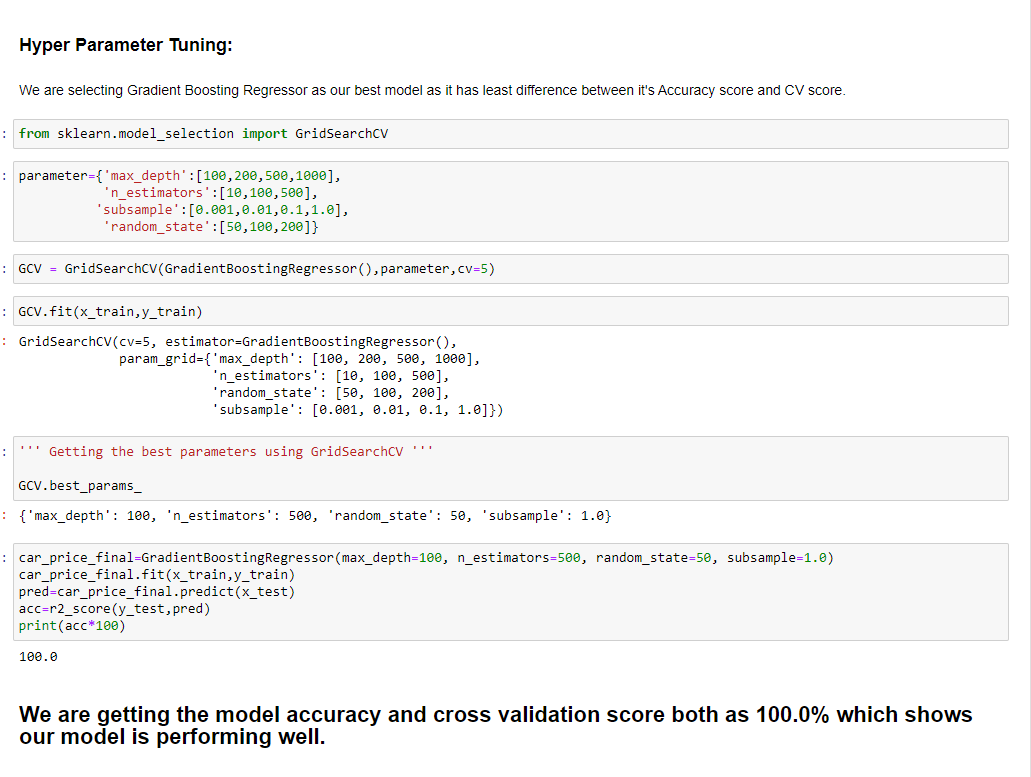 Hyper Parameter Tuning:
We are selecting Gradient Boosting Regressor as our best model as it has least difference between it's Accuracy score and CV score.
: from sklearn.model_selection import GridSearchCV
: parameter={'max_depth':[100,200,500,1000],
'n_estimators':[10,100,500],
'subsample':[0.001,0.01,0.1,1.0],
'random_state':[50,100,200]}
: GCV = GridSearchCV(GradientBoostingRegressor(),parameter,cv=5)
: GCV.fit(x_train,y_train)
: GridSearchCV(cv=5, estimator=GradientBoostingRegressor(),
param_grid={'max_depth': [100, 200, 500, 1000],
'n_estimators': [10, 100, 500],
'random_state': [50, 100, 200],
'subsample': [0.001, 0.01, 0.1, 1.0]})
: ''' Getting the best parameters using GridSearchCV '''
GCV.best_params_
: {'max_depth': 100, 'n_estimators': 500, 'random_state': 50, 'subsample': 1.0}
: car_price_final=GradientBoostingRegressor(max_depth=100, n_estimators=500, random_state=50, subsample=1.0)
car_price_final.fit(x_train,y_train)
pred=car_price_final.predict(x_test)
acc=r2_score(y_test,pred)
print(acc*100)
100.0
We are getting the model accuracy and cross validation score both as 100.0% which shows
our model is performing well.